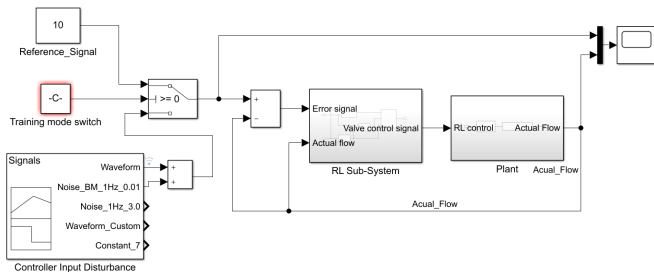 10
Reference_Signal
-C-
Training mode switch
>= 0
+
−
Error signal
Actual flow
Valve control signal
RL Sub-System
RL control
Actual Flow
Plant
Acual_Flow
Acual_Flow
Signals
Waveform
Noise_BM_1Hz_0.01
Noise_1Hz_3.0
Waveform_Custom
Constant_7
+
+
Controller Input Disturbance